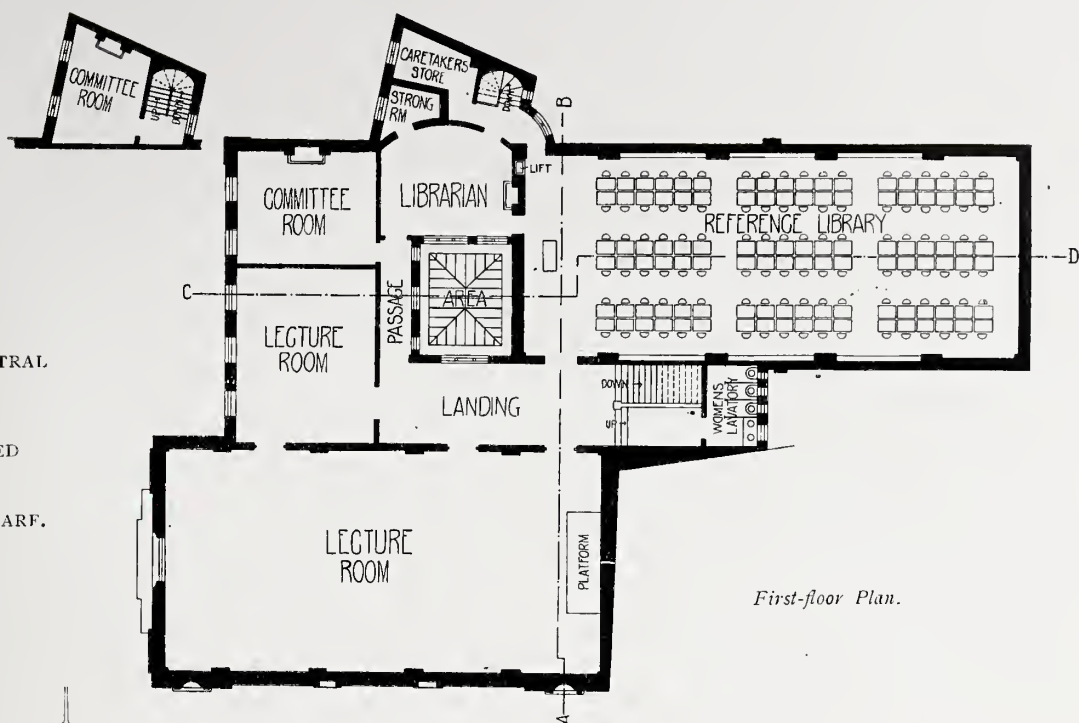 COMMITTEE
ROOM
UP
DOWN
CARETAKERS
STORE
STRONG
RM
DOWN
B
LIFT
COMMITTEE
ROOM
LIBRARIAN
REFERENCE LIBRARY
C
D
PASSAGE
AREA
LECTURE
ROOM
LANDING
DOWN
UP
WOMENS
LAVATORY
TRAL
ED
ARF.
LECTURE
ROOM
PLATFORM
First-floor Plan.
A